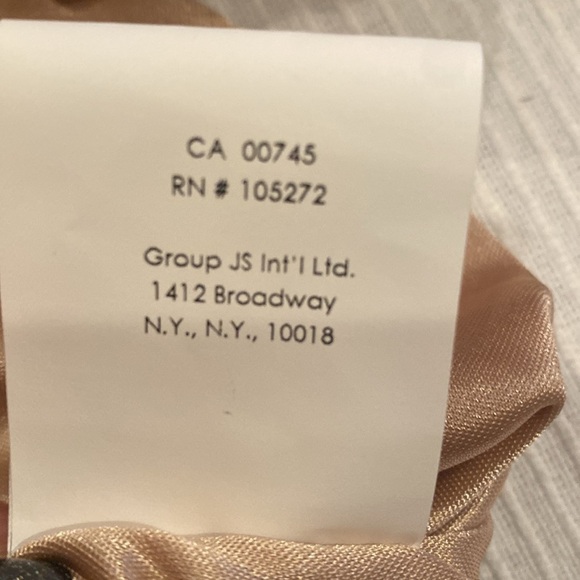 CA 00745
RN # 105272
Group JS Int'l Ltd.
1412 Broadway
N.Y., N.Y., 10018